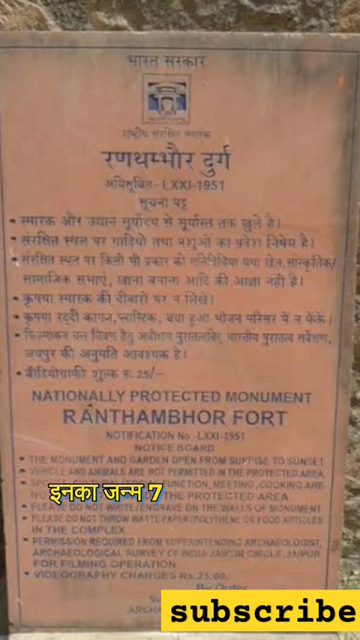 भारत सरकार
राष्ट्रीय संरक्षित स्मारक
रणथम्भौर दुर्ग
अधिसूचित-LXXI-1951
सूचना पट्ट
• स्मारक और उद्यान सूर्योदय से सूर्यास्त तक खुले है।
• संरक्षित स्थल पर गाडियो तथा पशुओ का प्रवेश निषेध है।
• संरक्षित स्थल पर किसी भी प्रकार की गतिविधियां यथा खेल, सांस्कृतिक/
सामाजिक सभाएं, खाना बनाना आदि की आज्ञा नही है।
• कृपया स्मारक की दीवारों पर न लिखें।
• कृपया रद्दी कागज, प्लास्टिक, बचा हुआ भोजन परिसर मे न फेके।
• फिल्मांकन हेतु अधीक्षण पुरातत्वविद् भारतीय पुरातत्व सर्वेक्षण,
जयपुर की अनुमति आवश्यक है।
• वीडियोग्राफी शुल्क रु. 25/-
NATIONALLY PROTECTED MONUMENT
RANTHAMBHOR FORT
NOTIFICATION No -LXXI-1951
NOTICE BOARD
• THE MONUMENT AND GARDEN OPEN FROM SUNRISE TO SUNSET.
• VEHICLE AND ANIMALS ARE NOT PERMITTED IN THE PROTECTED AREA.
इनका जन्म 7
FUNCTION, MEETING, COOKING ARE
THE PROTECTED AREA
• PLEASE DO NOT WRITE/ENGRAVE ON THE WALLS OF MONUMENT
• PLEASE DO NOT THROW WASTE PAPER/POLYTHENE OR FOOD ARTICLES
IN THE COMPLEX.
• PERMISSION REQUIRED FROM SUPERINTENDING ARCHAEOLOGIST,
ARCHAEOLOGICAL SURVEY OF INDIA JAIPUR CIRCLE, JAIPUR
FOR FILMING OPERATION.
• VIDEOGRAPHY CHARGES Rs. 25.00.
By Order
subscribe